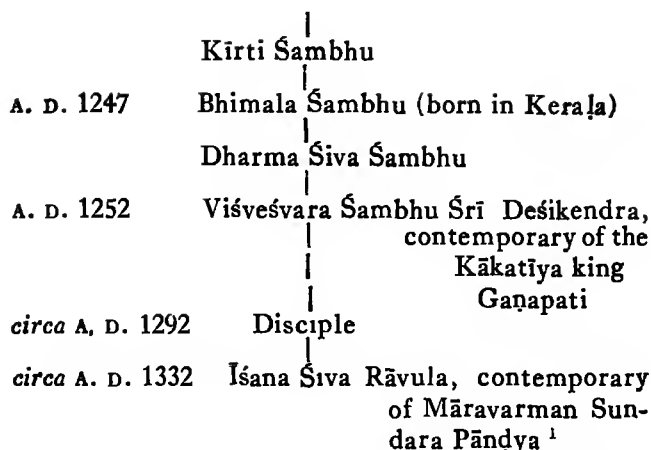 Kīrti Śambhu
A. D. 1247 Bhimala Śambhu (born in Keraḷa)
Dharma Śiva Śambhu
A. D. 1252 Viśveśvara Śambhu Śrī Deśikendra,
contemporary of the
Kākatīya king
Gaṇapati
circa A, D. 1292 Disciple
circa A. D. 1332 Īśana Śiva Rāvula, contemporary
of Māravarman Sun-
dara Pāndya 1